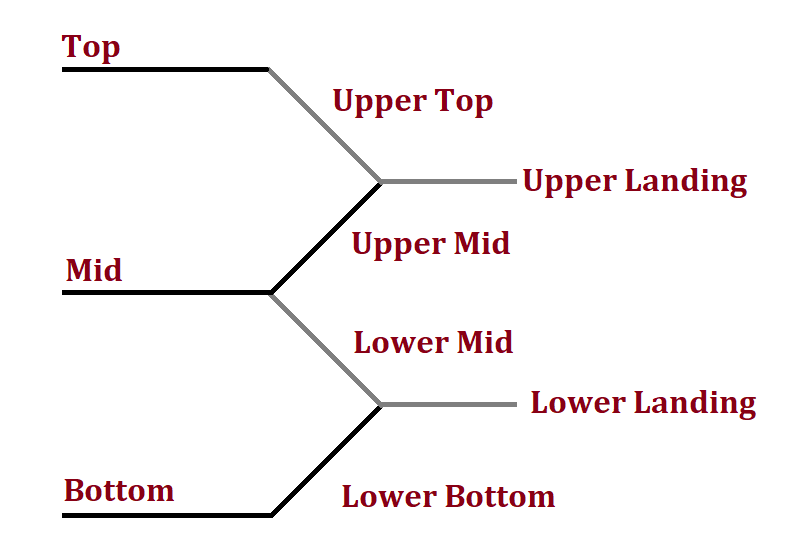 Top
Upper Top
Upper Landing
Upper Mid
Mid
Lower Mid
Lower Landing
Bottom
Lower Bottom